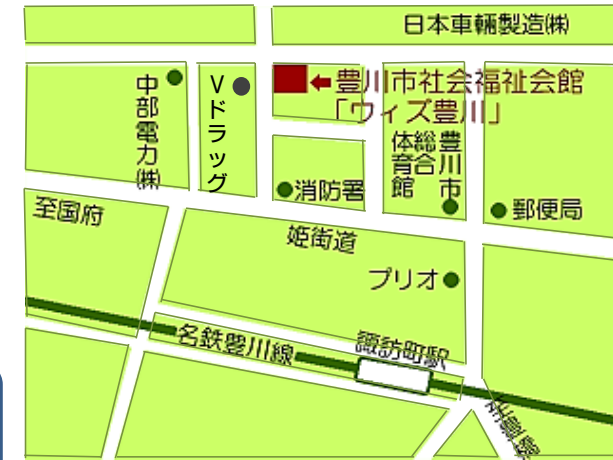 日本車輛製造㈱
豊川市社会福祉会館
「ウィズ豊川」
中部電力㈱
Vドラッグ
豊川市
総合
体育館
消防署
郵便局
至国府
姫街道
プリオ
名鉄豊川線
諏訪町駅